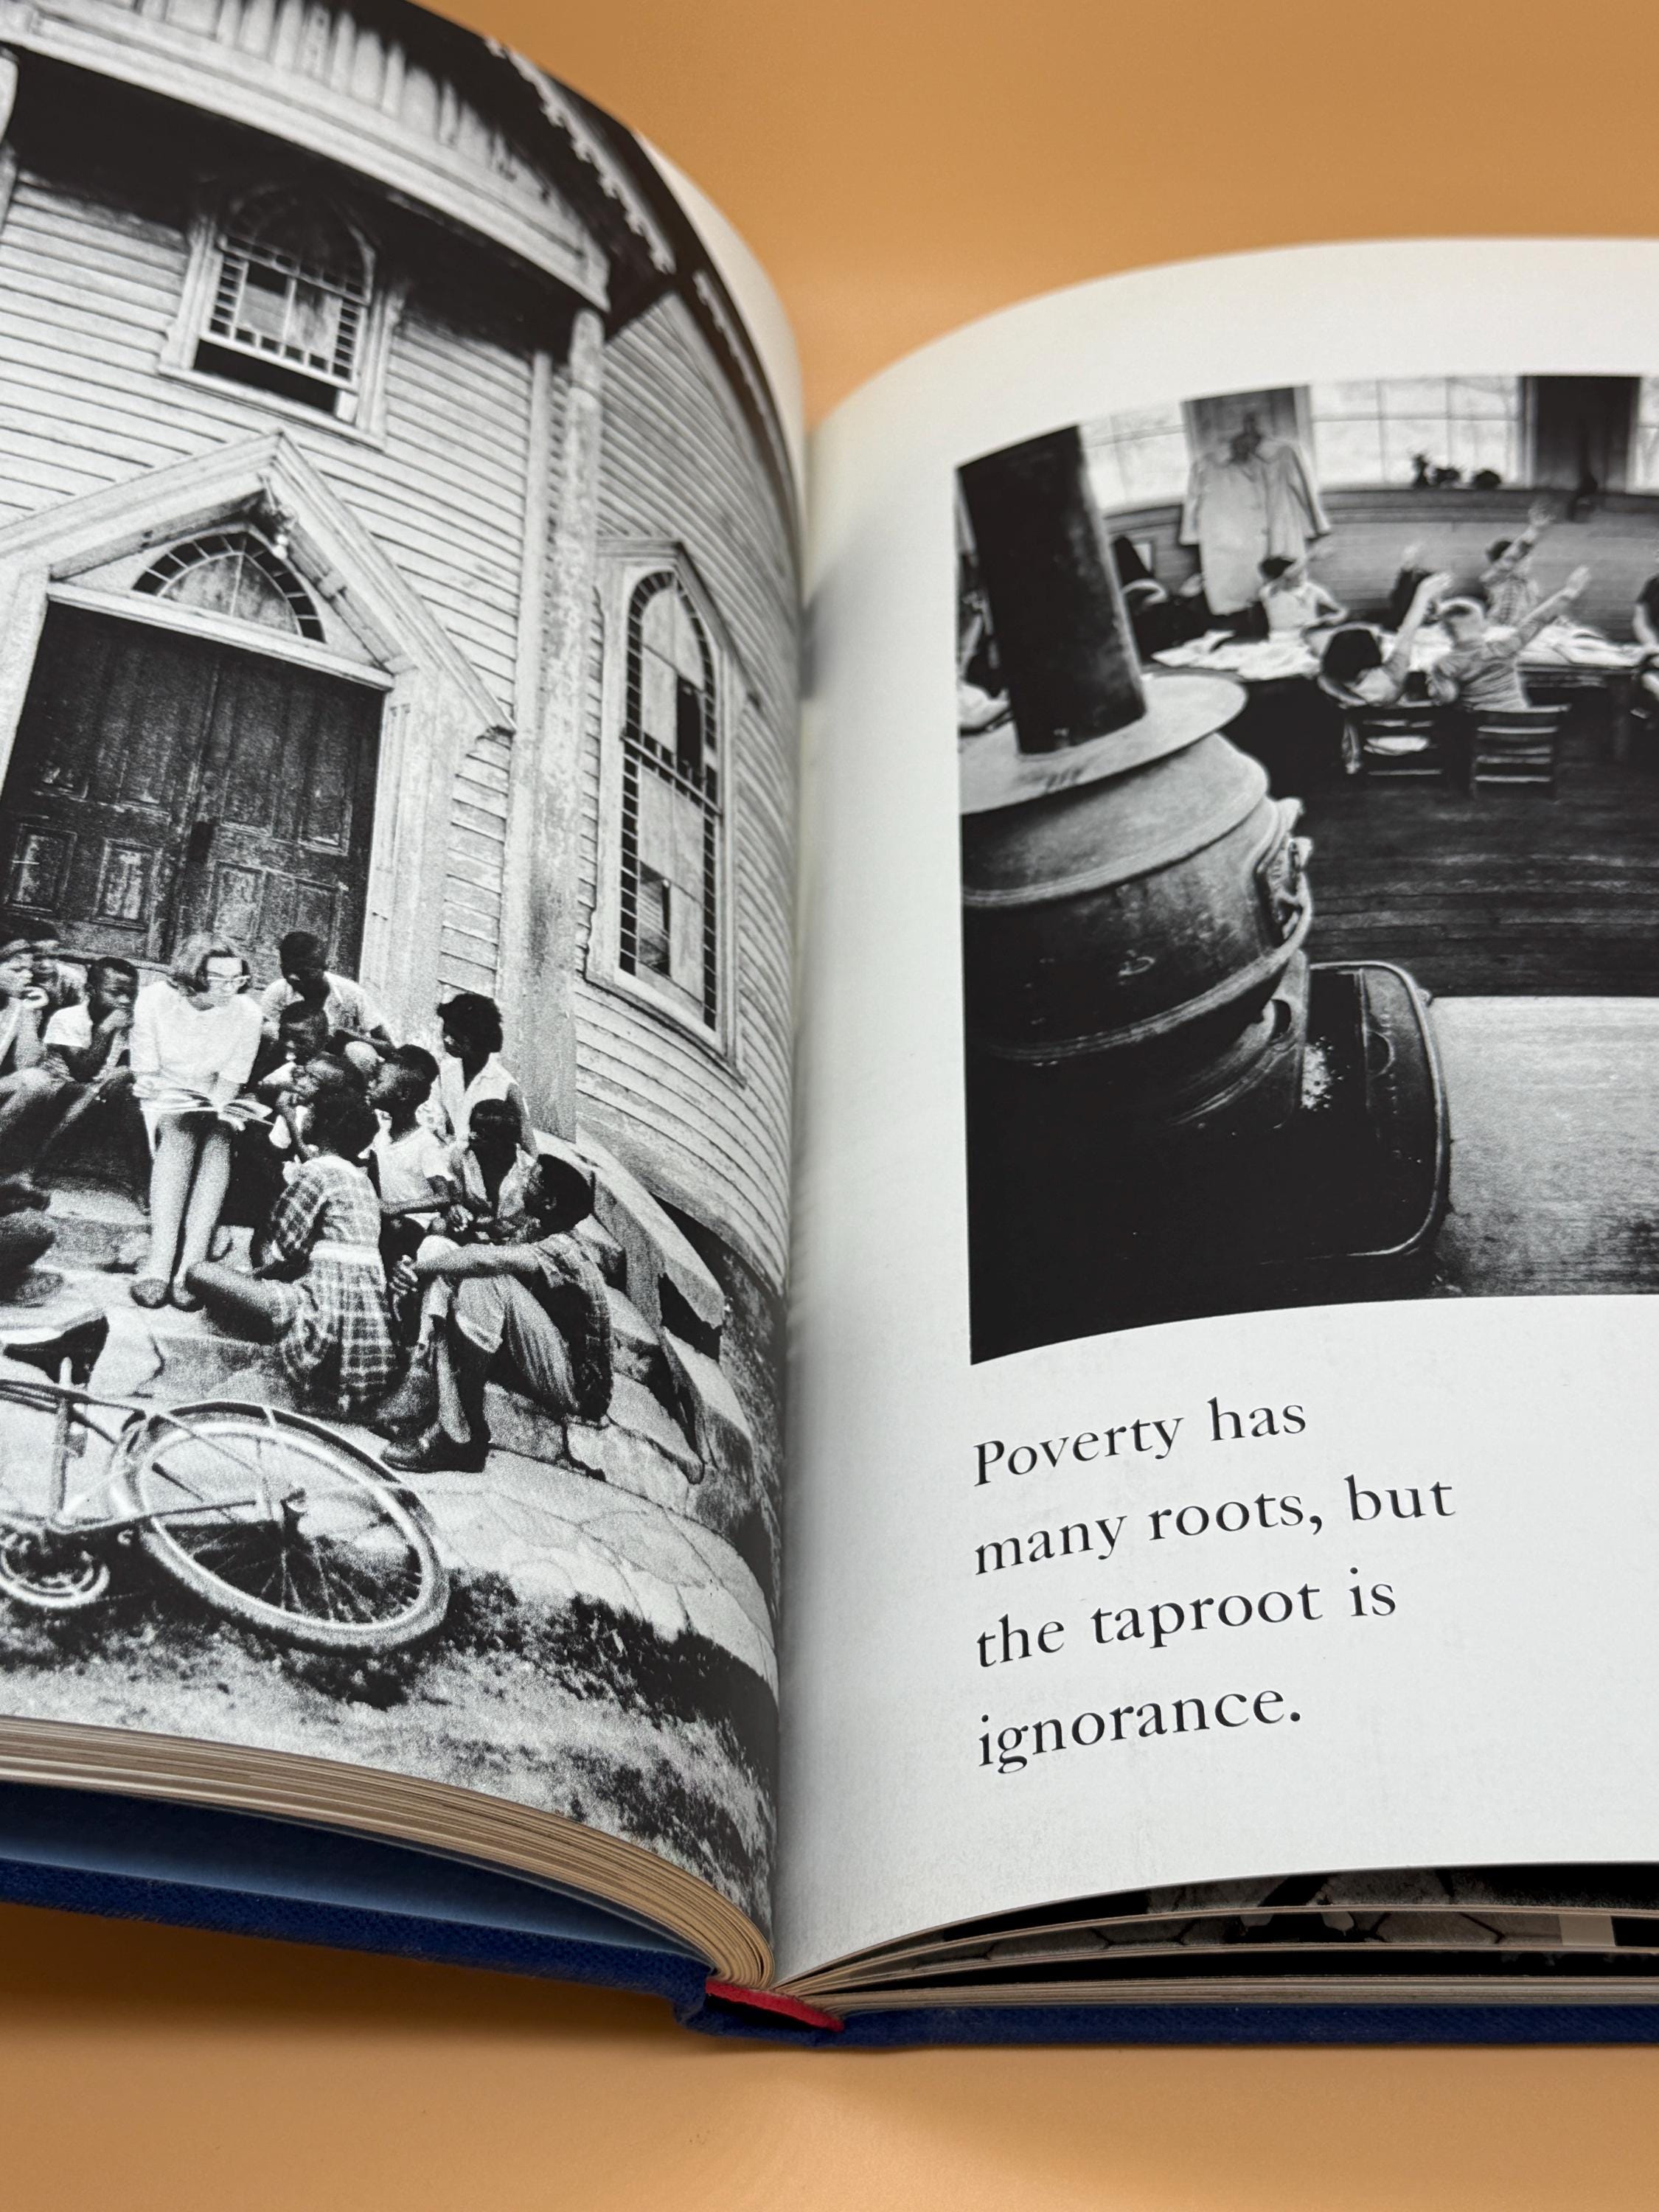 Poverty has
many roots, but
the taproot is
ignorance.